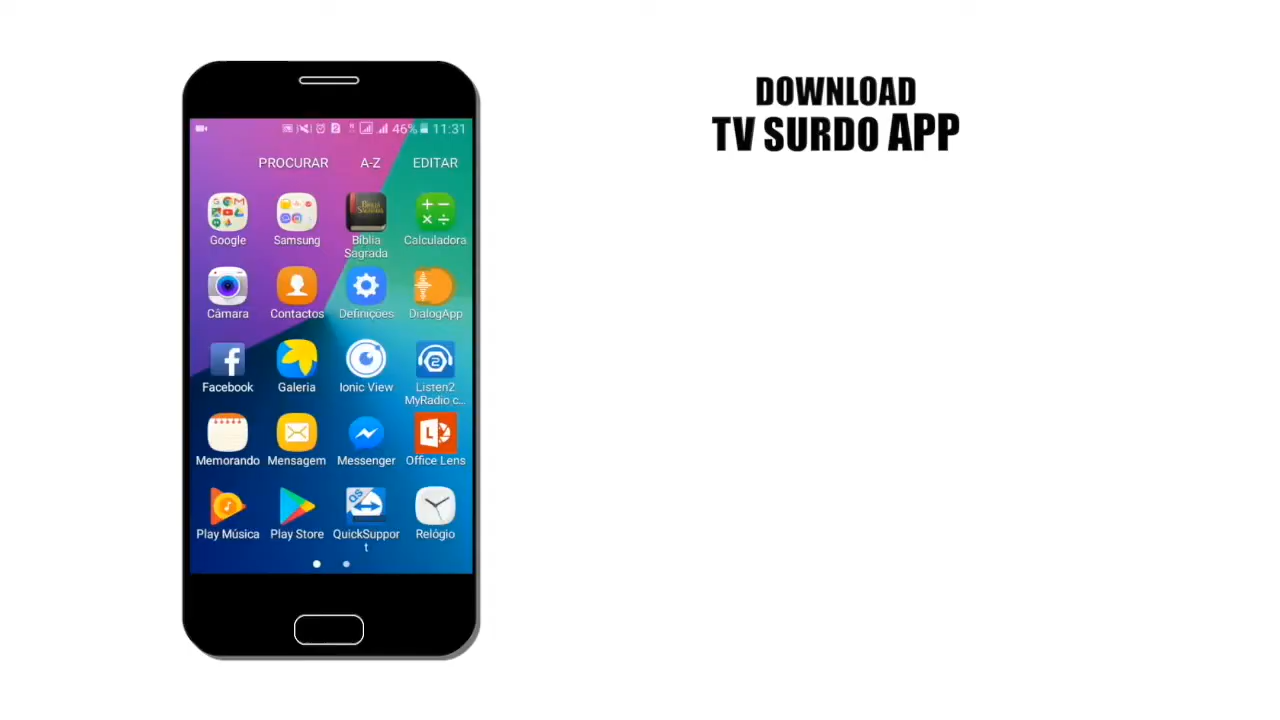 DOWNLOAD
TV SURDO APP
46% 11:31
PROCURAR A-Z EDITAR
Google Samsung Bíblia Sagrada Calculadora
Câmara Contactos Definições DialogApp
Facebook Galeria Ionic View Listen2
MyRadio c...
Memorando Mensagem Messenger Office Lens
Play Música Play Store QuickSuppor
t
Relógio